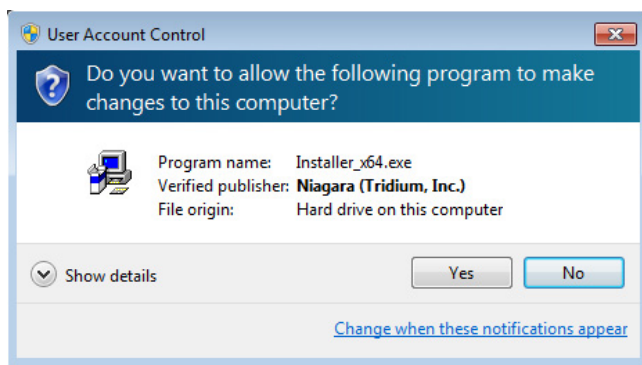 User Account Control
Do you want to allow the following program to make
changes to this computer?
Program name: Installer_x64.exe
Verified publisher: Niagara (Tridium, Inc.)
File origin: Hard drive on this computer
Show details
Yes
No
Change when these notifications appear